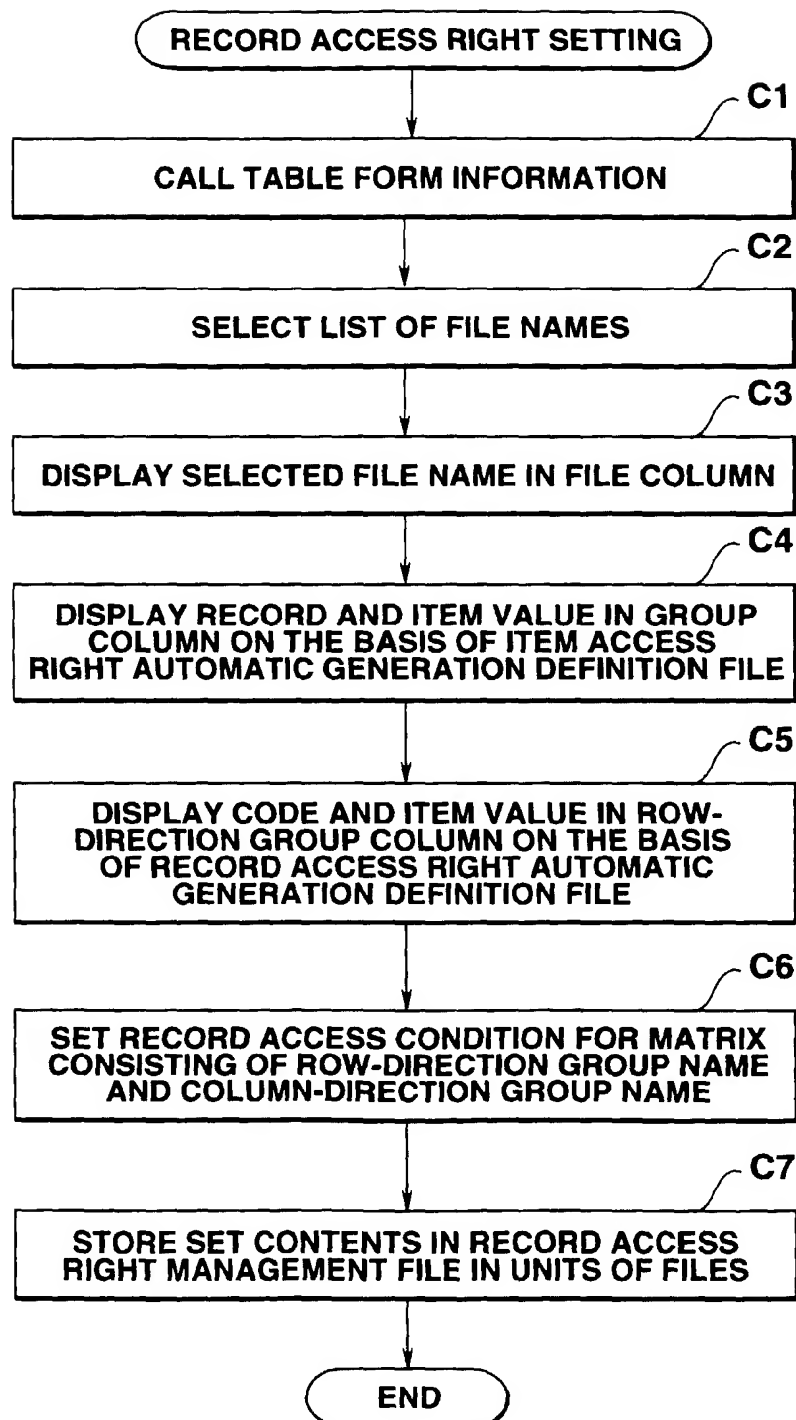 RECORD ACCESS RIGHT SETTING
C1
CALL TABLE FORM INFORMATION
C2
SELECT LIST OF FILE NAMES
C3
DISPLAY SELECTED FILE NAME IN FILE COLUMN
C4
DISPLAY RECORD AND ITEM VALUE IN GROUP
COLUMN ON THE BASIS OF ITEM ACCESS
RIGHT AUTOMATIC GENERATION DEFINITION FILE
C5
DISPLAY CODE AND ITEM VALUE IN ROW-
DIRECTION GROUP COLUMN ON THE BASIS
OF RECORD ACCESS RIGHT AUTOMATIC
GENERATION DEFINITION FILE
C6
SET RECORD ACCESS CONDITION FOR MATRIX
CONSISTING OF ROW-DIRECTION GROUP NAME
AND COLUMN-DIRECTION GROUP NAME
C7
STORE SET CONTENTS IN RECORD ACCESS
RIGHT MANAGEMENT FILE IN UNITS OF FILES
END